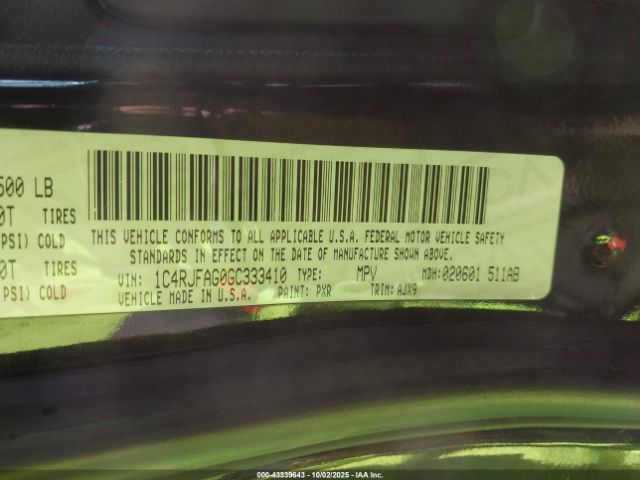 500 LB
0T TIRES
PSI) COLD
0T TIRES
PSI) COLD
THIS VEHICLE CONFORMS TO ALL APPLICABLE U.S.A. FEDERAL MOTOR VEHICLE SAFETY
STANDARDS IN EFFECT ON THE DATE OF MANUFACTURE SHOWN ABOVE.
VIN: 1C4RJFAG0GC333410 TYPE: MPV MDH: 020601 511AB
VEHICLE MADE IN U.S.A. PAINT: PXR TRIM: AJX9
000-43339643 - 10/02/2025 - IAAI Inc. - Copyright